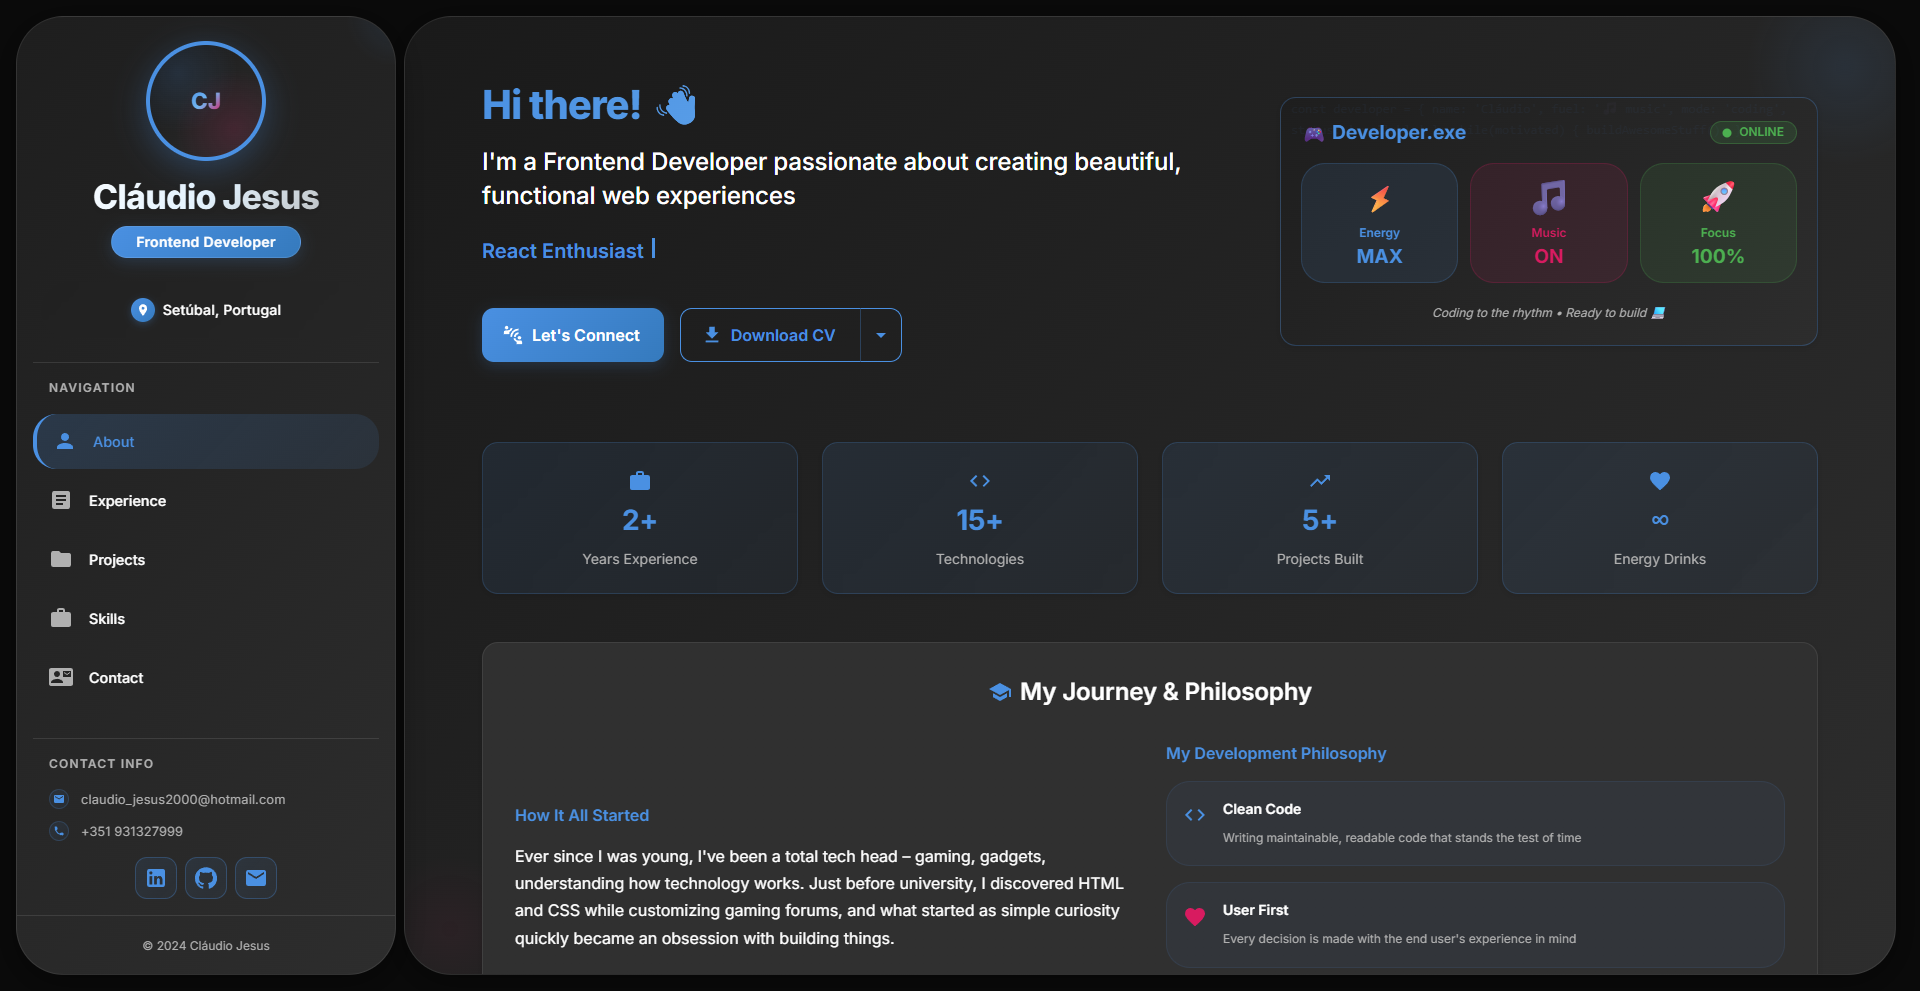 CJ
Cláudio Jesus
Frontend Developer
Setúbal, Portugal
NAVIGATION
About
Experience
Projects
Skills
Contact
CONTACT INFO
claudio_jesus2000@hotmail.com
+351 931327999
© 2024 Cláudio Jesus
Hi there! 👋
I'm a Frontend Developer passionate about creating beautiful,
functional web experiences
React Enthusiast |
Let's Connect
Download CV
🎮 Developer.exe
ONLINE
Energy
MAX
Music
ON
Focus
100%
Coding to the rhythm • Ready to build 💻
2+
Years Experience
15+
Technologies
5+
Projects Built
∞
Energy Drinks
My Journey & Philosophy
How It All Started
Ever since I was young, I've been a total tech head – gaming, gadgets,
understanding how technology works. Just before university, I discovered HTML
and CSS while customizing gaming forums, and what started as simple curiosity
quickly became an obsession with building things.
My Development Philosophy
Clean Code
Writing maintainable, readable code that stands the test of time
User First
Every decision is made with the end user's experience in mind